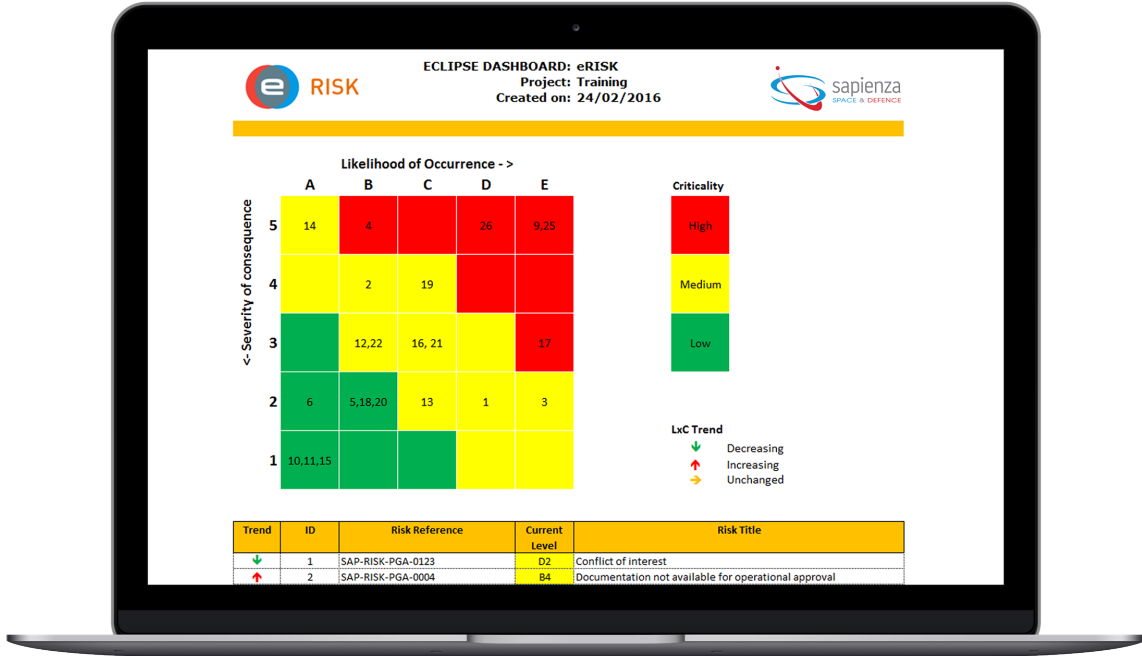 e RISK
ECLIPSE DASHBOARD: eRISK
Project: Training
Created on: 24/02/2016
sapienza
SPACE & DEFENCE
Likelihood of Occurrence - >
A B C D E
<- Severity of consequence
5 14 4 26 9,25
4 2 19
3 12,22 16, 21 17
2 6 5,18,20 13 1 3
1 10,11,15
Criticality
High
Medium
Low
LxC Trend
Decreasing
Increasing
Unchanged
Trend ID Risk Reference Current Level Risk Title
1 SAP-RISK-PGA-0123 D2 Conflict of interest
2 SAP-RISK-PGA-0004 B4 Documentation not available for operational approval